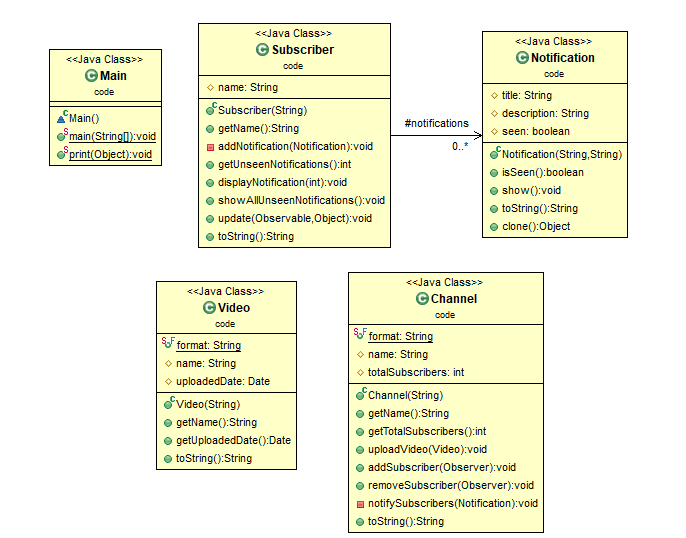 <<Java Class>>
Main
code
Main()
main(String[]):void
print(Object):void
<<Java Class>>
Subscriber
code
name: String
Subscriber(String)
getName():String
addNotification(Notification):void
getUnseenNotifications():int
displayNotification(int):void
showAllUnseenNotifications():void
update(Observable,Object):void
toString():String
#notifications
0..*
<<Java Class>>
Notification
code
title: String
description: String
seen: boolean
Notification(String,String)
isSeen():boolean
show():void
toString():String
clone():Object
<<Java Class>>
Video
code
format: String
name: String
uploadedDate: Date
Video(String)
getName():String
getUploadedDate():Date
toString():String
<<Java Class>>
Channel
code
format: String
name: String
totalSubscribers: int
Channel(String)
getName():String
getTotalSubscribers():int
uploadVideo(Video):void
addSubscriber(Observer):void
removeSubscriber(Observer):void
notifySubscribers(Notification):void
toString():String